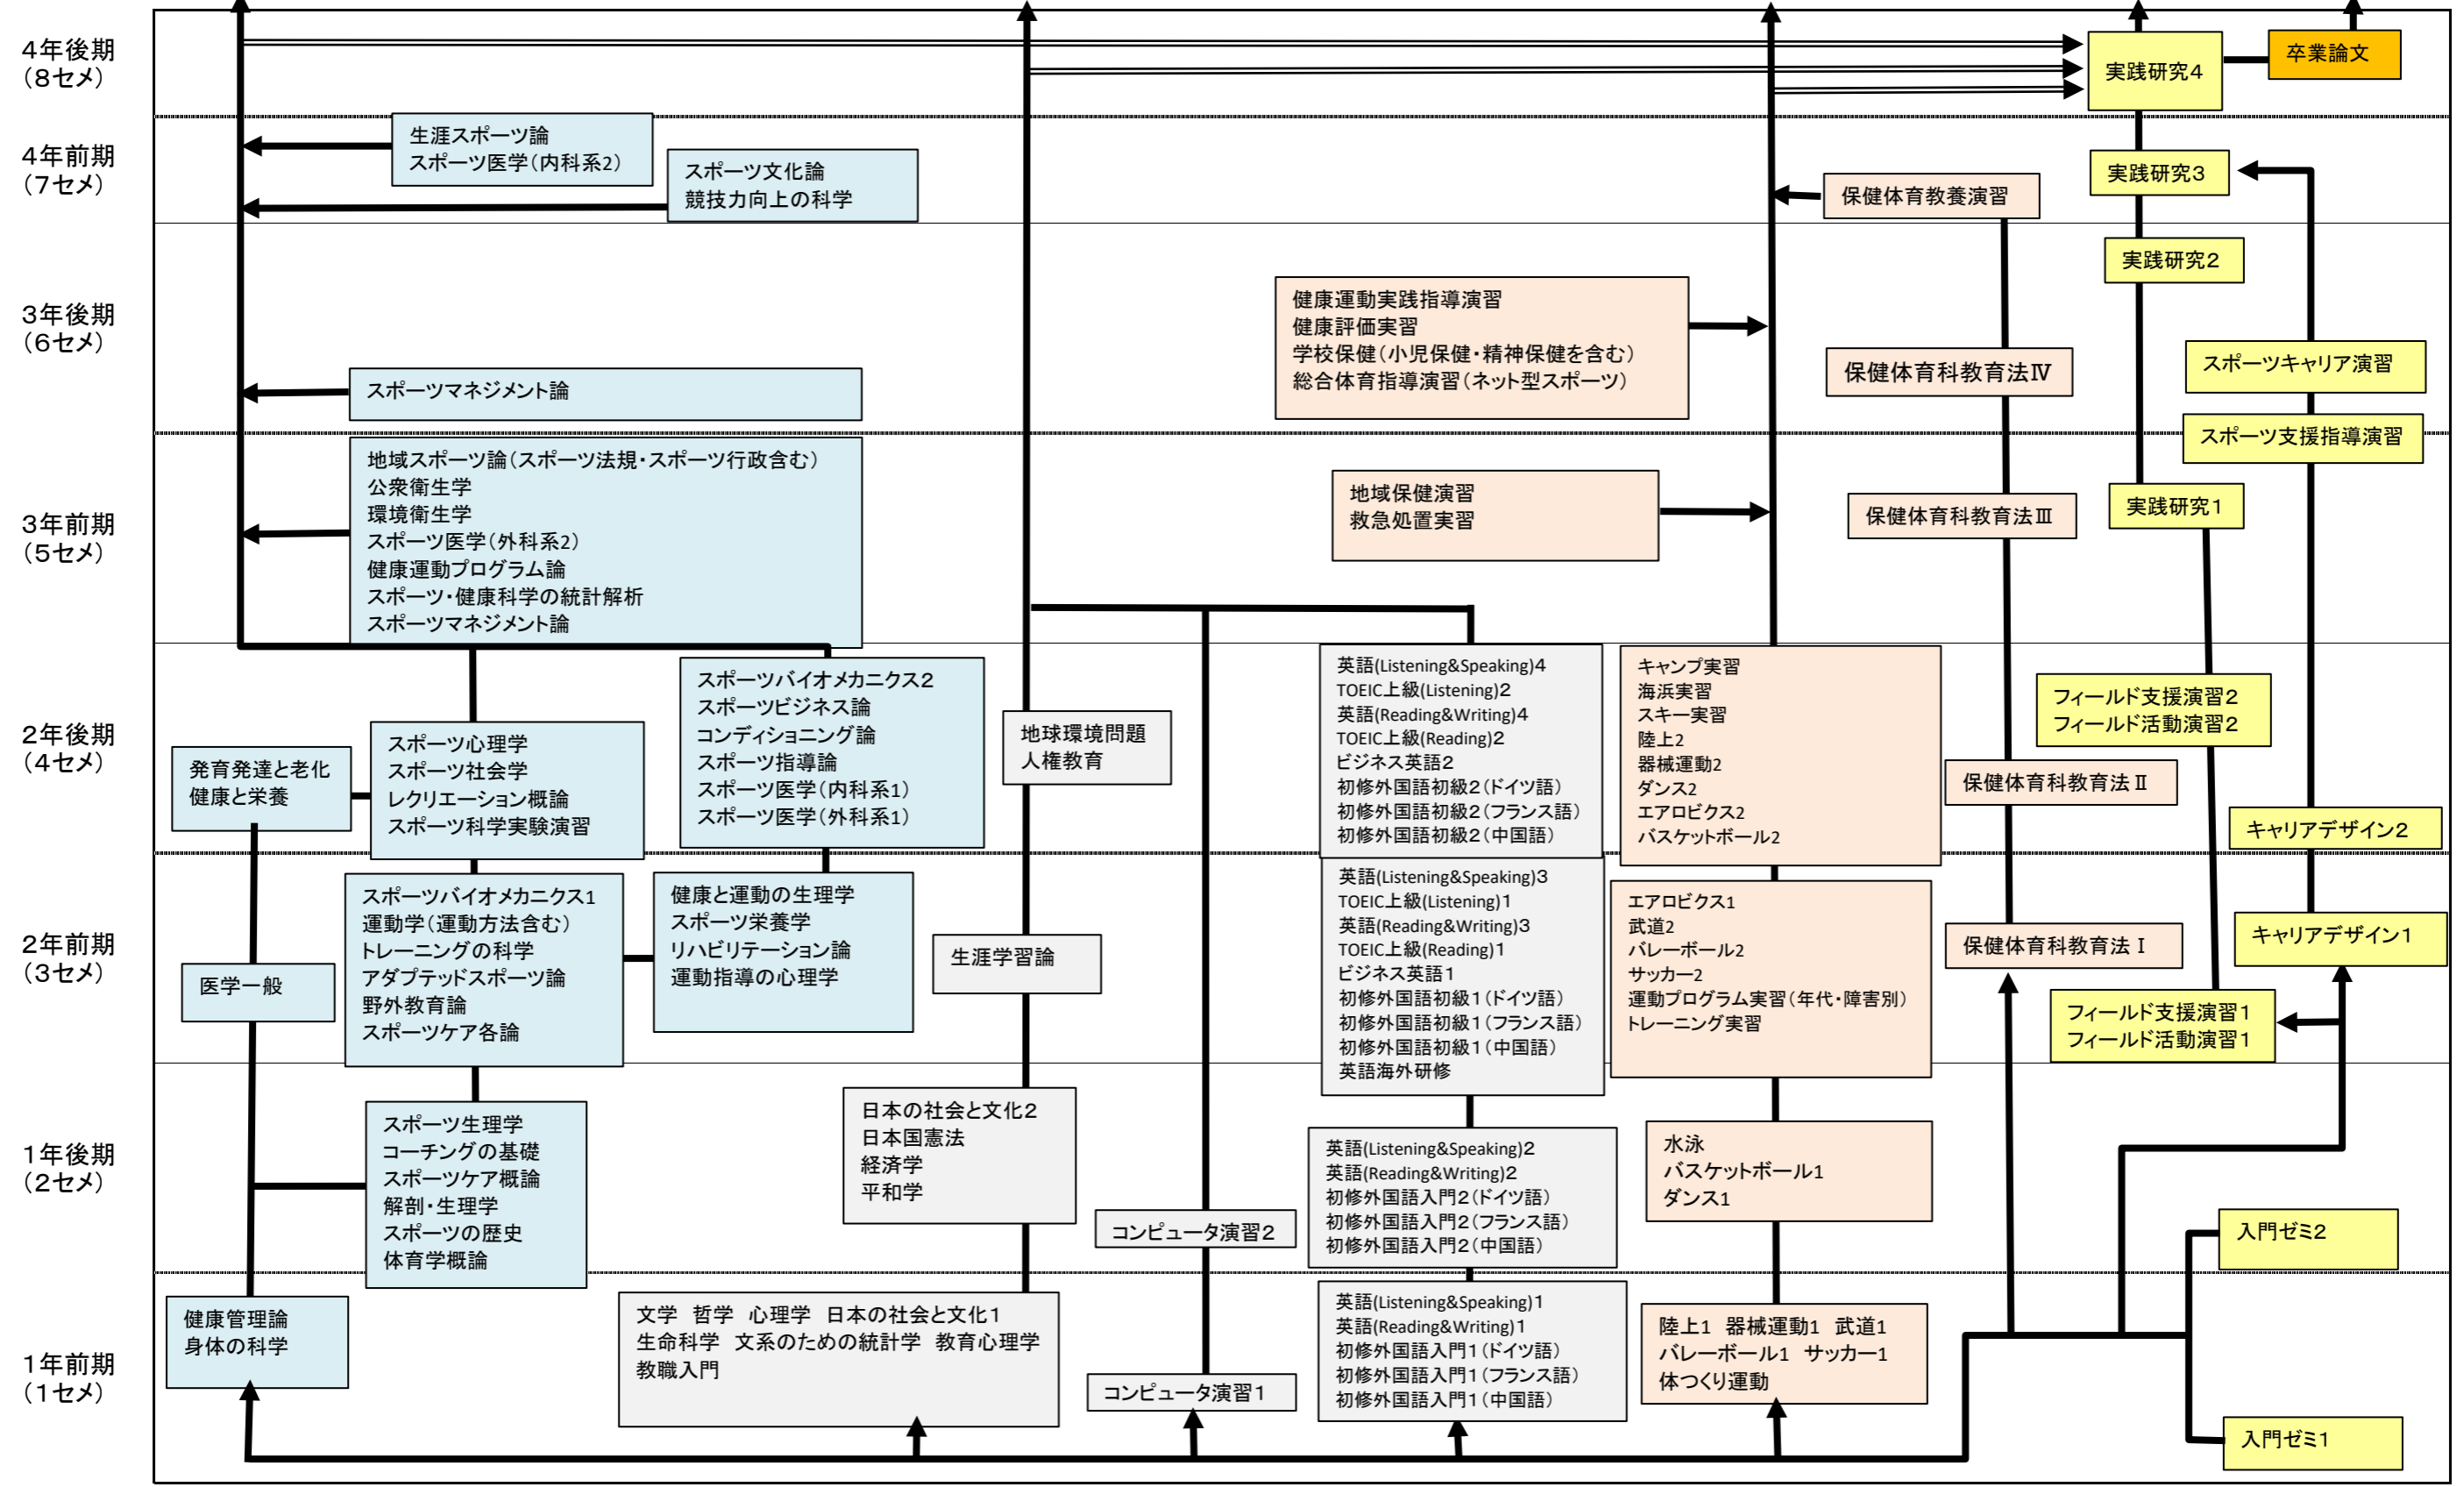 4年後期
(8セメ)
実践研究4
卒業論文
4年前期
(7セメ)
生涯スポーツ論
スポーツ医学(内科系2)
スポーツ文化論
競技力向上の科学
保健体育教養演習
実践研究3
3年後期
(6セメ)
実践研究2
健康運動実践指導演習
健康評価実習
学校保健(小児保健・精神保健を含む)
総合体育指導演習(ネット型スポーツ)
保健体育科教育法Ⅳ
スポーツキャリア演習
スポーツマネジメント論
スポーツ支援指導演習
3年前期
(5セメ)
地域スポーツ論(スポーツ法規・スポーツ行政含む)
公衆衛生学
環境衛生学
スポーツ医学(外科系2)
健康運動プログラム論
スポーツ・健康科学の統計解析
スポーツマネジメント論
地域保健演習
救急処置実習
保健体育科教育法Ⅲ
実践研究1
2年後期
(4セメ)
発育発達と老化
健康と栄養
スポーツ心理学
スポーツ社会学
レクリエーション概論
スポーツ科学実験演習
スポーツバイオメカニクス2
スポーツビジネス論
コンディショニング論
スポーツ指導論
スポーツ医学(内科系1)
スポーツ医学(外科系1)
地球環境問題
人権教育
英語(Listening&Speaking)4
TOEIC上級(Listening)2
英語(Reading&Writing)4
TOEIC上級(Reading)2
ビジネス英語2
初修外国語初級2(ドイツ語)
初修外国語初級2(フランス語)
初修外国語初級2(中国語)
キャンプ実習
海浜実習
スキー実習
陸上2
器械運動2
ダンス2
エアロビクス2
バスケットボール2
保健体育科教育法Ⅱ
フィールド支援演習2
フィールド活動演習2
キャリアデザイン2
2年前期
(3セメ)
医学一般
スポーツバイオメカニクス1
運動学(運動方法含む)
トレーニングの科学
アダプテッドスポーツ論
野外教育論
スポーツケア各論
健康と運動の生理学
スポーツ栄養学
リハビリテーション論
運動指導の心理学
生涯学習論
英語(Listening&Speaking)3
TOEIC上級(Listening)1
英語(Reading&Writing)3
TOEIC上級(Reading)1
ビジネス英語1
初修外国語初級1(ドイツ語)
初修外国語初級1(フランス語)
初修外国語初級1(中国語)
英語海外研修
エアロビクス1
武道2
バレーボール2
サッカー2
運動プログラム実習(年代・障害別)
トレーニング実習
保健体育科教育法Ⅰ
フィールド支援演習1
フィールド活動演習1
キャリアデザイン1
1年後期
(2セメ)
スポーツ生理学
コーチングの基礎
スポーツケア概論
解剖・生理学
スポーツの歴史
体育学概論
日本の社会と文化2
日本国憲法
経済学
平和学
コンピュータ演習2
英語(Listening&Speaking)2
英語(Reading&Writing)2
初修外国語入門2(ドイツ語)
初修外国語入門2(フランス語)
初修外国語入門2(中国語)
水泳
バスケットボール1
ダンス1
入門ゼミ2
1年前期
(1セメ)
健康管理論
身体の科学
文学 哲学 心理学 日本の社会と文化1
生命科学 文系のための統計学 教育心理学
教職入門
コンピュータ演習1
英語(Listening&Speaking)1
英語(Reading&Writing)1
初修外国語入門1(ドイツ語)
初修外国語入門1(フランス語)
初修外国語入門1(中国語)
陸上1 器械運動1 武道1
バレーボール1 サッカー1
体つくり運動
入門ゼミ1